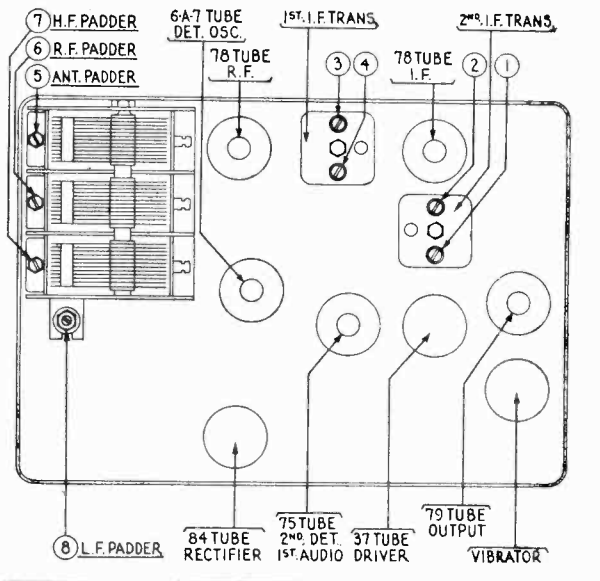 7 H.F. PADDER
6 R.F. PADDER
5 ANT. PADDER
6-A-7 TUBE
DET. OSC.
78 TUBE
R.F.
1ST. I.F. TRANS.
3 4
78 TUBE
I.F.
2ND. I.F. TRANS.
2 1
8 L.F. PADDER
84 TUBE
RECTIFIER
75 TUBE
2ND. DET.
1ST. AUDIO
37 TUBE
DRIVER
79 TUBE
OUTPUT
VIBRATOR